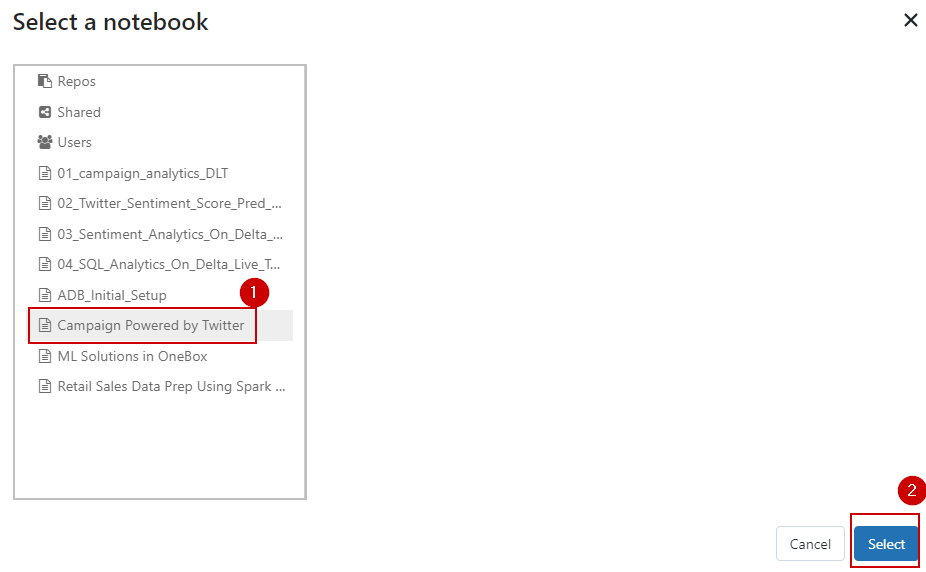 Select a notebook
Repos
Shared
Users
01_campaign_analytics_DLT
02_Twitter_Sentiment_Score_Pred_...
03_Sentiment_Analytics_On_Delta_...
04_SQL_Analytics_On_Delta_Live_T...
ADB_Initial_Setup
1
Campaign Powered by Twitter
ML Solutions in OneBox
Retail Sales Data Prep Using Spark ...
2
Cancel
Select